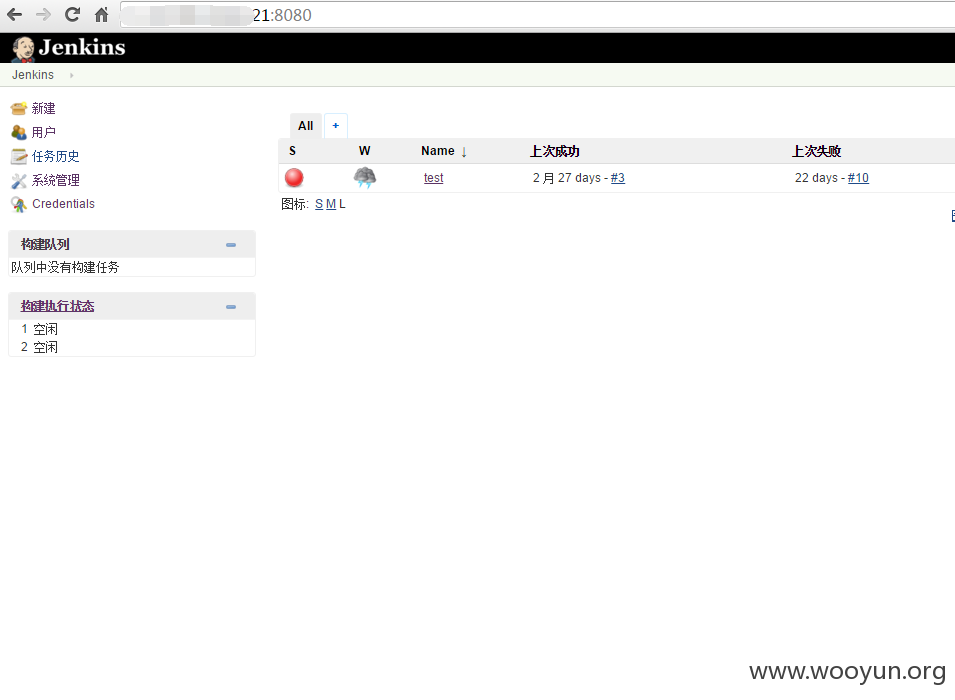 21:8080
Jenkins
Jenkins
新建
用户
任务历史
系统管理
Credentials
构建队列
队列中没有构建任务
构建执行状态
1 空闲
2 空闲
All +
S W Name ↓ 上次成功 上次失败
test 2 月 27 days - #3 22 days - #10
图标: S M L
www.wooyun.org